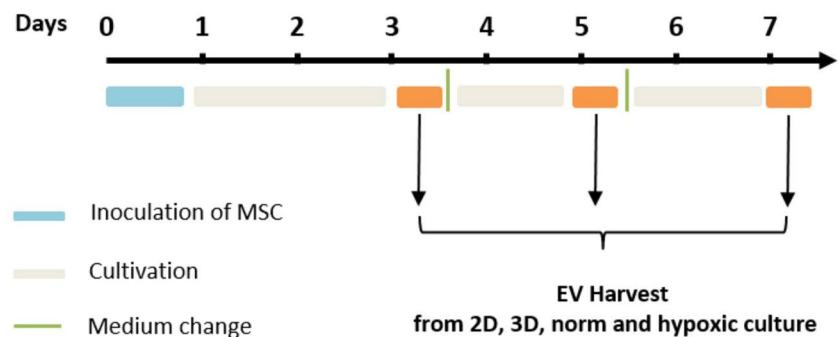 Days 0 1 2 3 4 5 6 7
Inoculation of MSC
Cultivation
Medium change
EV Harvest
from 2D, 3D, norm and hypoxic culture